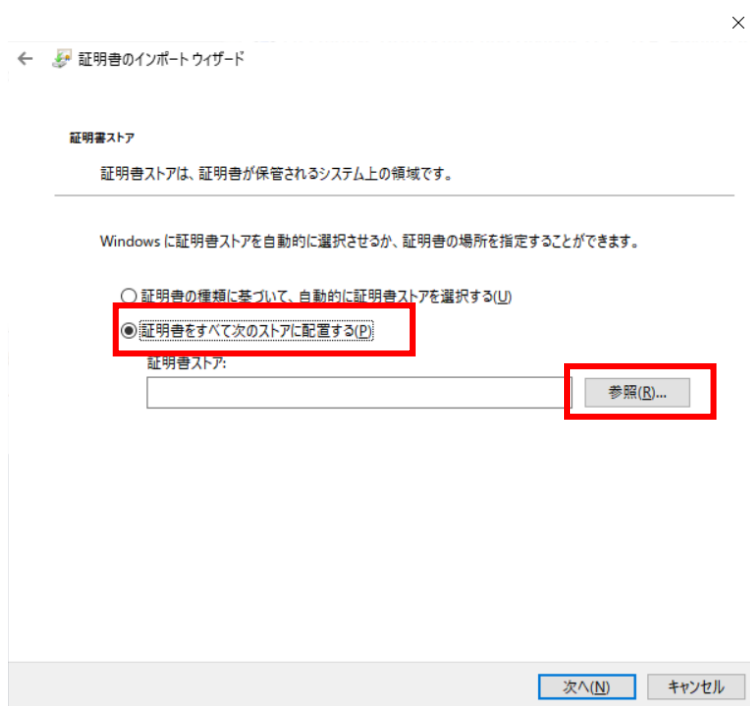 証明書のインポート ウィザード
証明書ストア
証明書ストアは、証明書が保管されるシステム上の領域です。
Windows に証明書ストアを自動的に選択させるか、証明書の場所を指定することができます。
証明書の種類に基づいて、自動的に証明書ストアを選択する(U)
証明書をすべて次のストアに配置する(P)
証明書ストア:
参照(R)...
次へ(N)
キャンセル